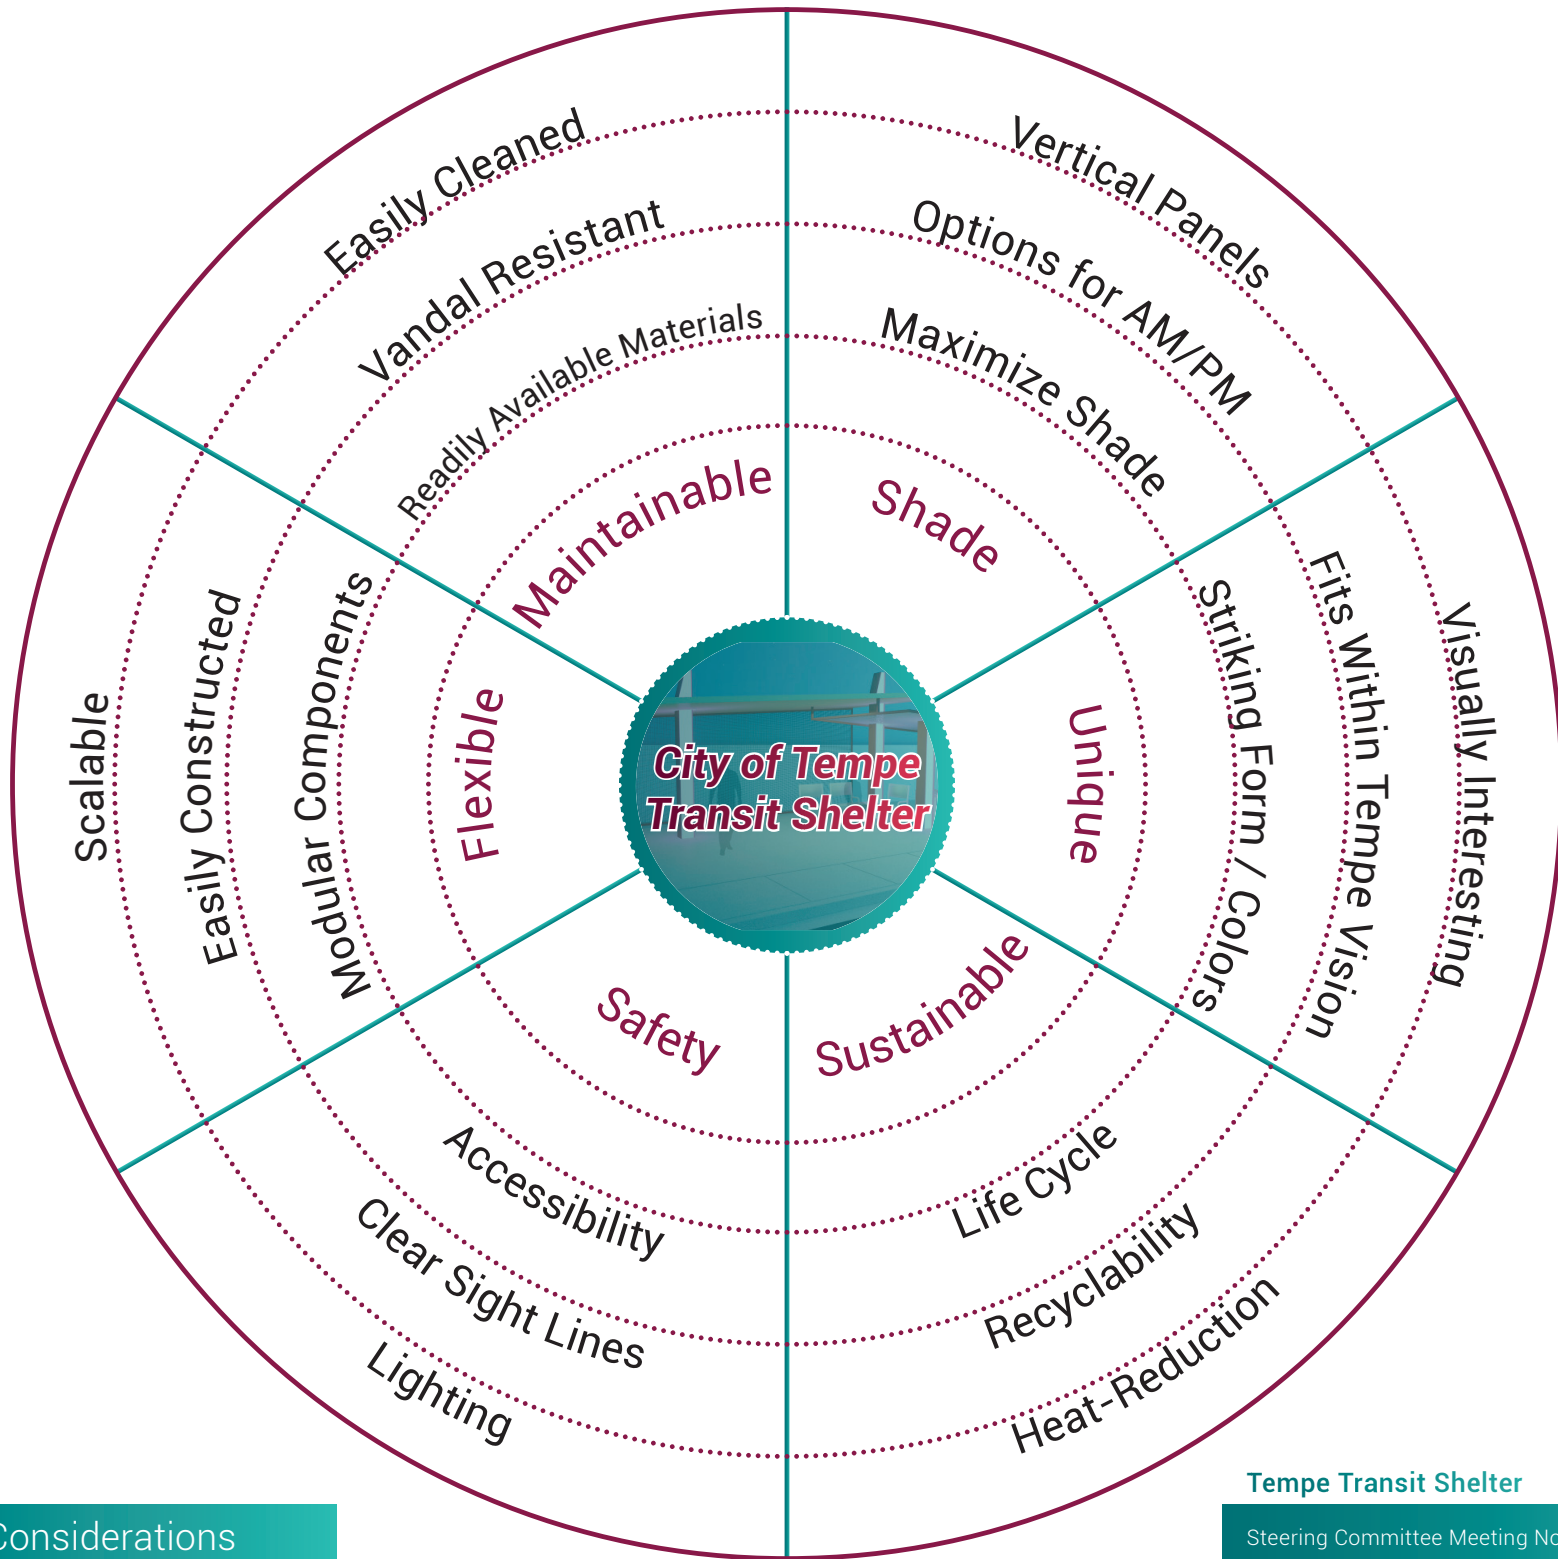 Easily Cleaned
Vandal Resistant
Readily Available Materials
Maintainable
Vertical Panels
Options for AM/PM
Maximize Shade
Shade
Visually Interesting
Fits Within Tempe Vision
Striking Form / Colors
Unique
Sustainable
Life Cycle
Recyclability
Heat-Reduction
Safety
Accessibility
Clear Sight Lines
Lighting
Flexible
Modular Components
Easily Constructed
Scalable
City of Tempe
Transit Shelter
Considerations
Tempe Transit Shelter
Steering Committee Meeting No